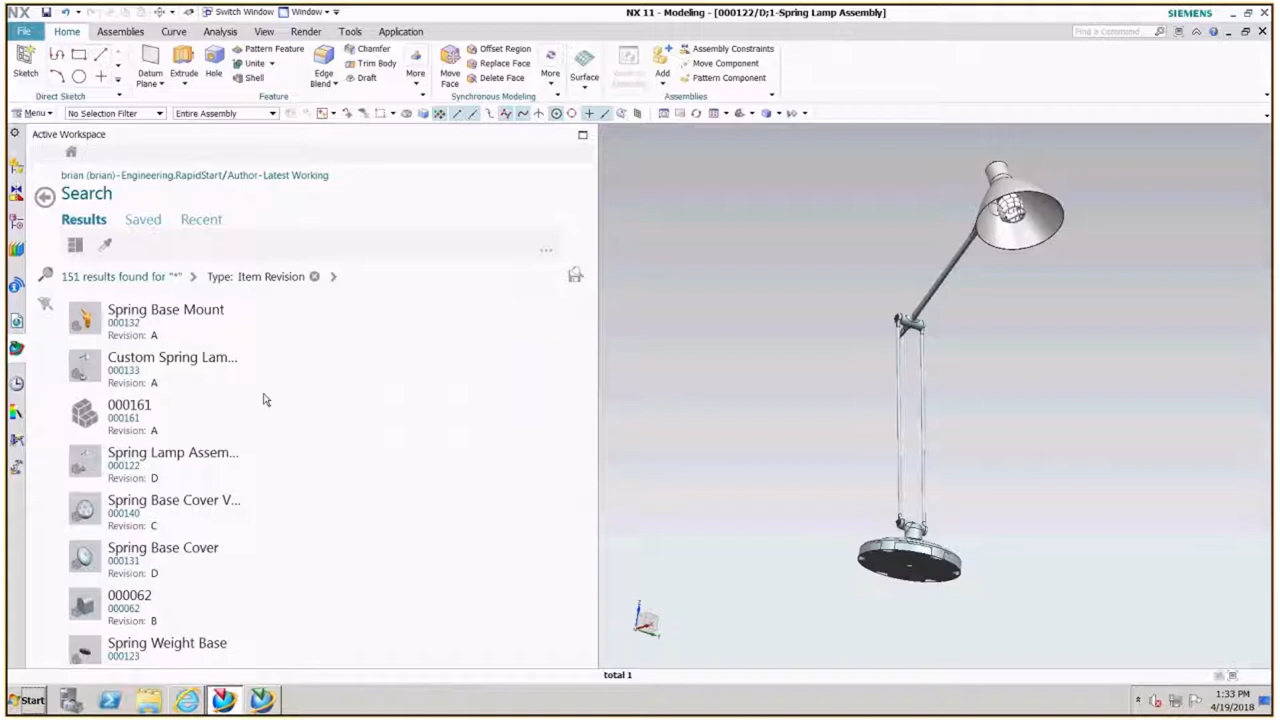 NX Switch Window Window NX 11 - Modeling - [000122/D;1-Spring Lamp Assembly] SIEMENS
File Home Assemblies Curve Analysis View Render Tools Application Find a Command
Sketch Datum Plane Extrude Hole Pattern Feature Unite Shell Edge Blend Chamfer Trim Body Draft More Move Face Offset Region Replace Face Delete Face More Surface Add Assembly Constraints Move Component Pattern Component
Direct Sketch Feature Synchronous Modeling Assemblies
Menu No Selection Filter Entire Assembly
Active Workspace
brian (brian) - Engineering.RapidStart/Author - Latest Working
Search
Results Saved Recent
151 results found for "*" Type: Item Revision
Spring Base Mount
000132
Revision: A
Custom Spring Lam...
000133
Revision: A
000161
000161
Revision: A
Spring Lamp Assem...
000122
Revision: D
Spring Base Cover V...
000140
Revision: C
Spring Base Cover
000131
Revision: D
000062
000062
Revision: B
Spring Weight Base
000123
total 1
Start 1:33 PM
4/19/2018